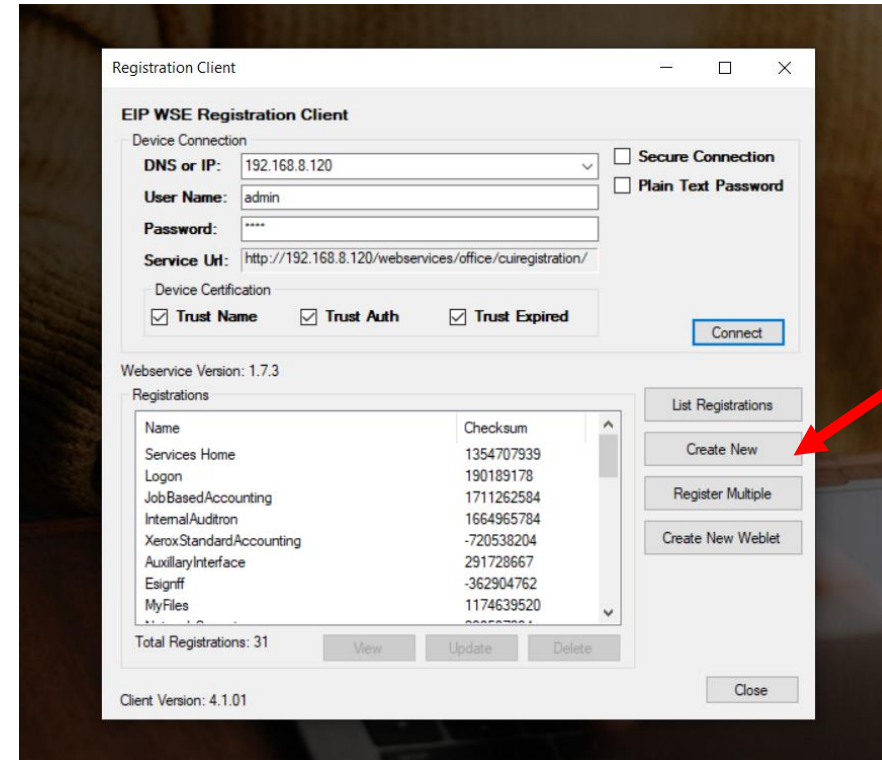 Registration Client
EIP WSE Registration Client
Device Connection
DNS or IP: 192.168.8.120
Secure Connection
User Name: admin
Plain Text Password
Password: ****
Service Url: http://192.168.8.120/webservices/office/cuiregistration/
Device Certification
Trust Name Trust Auth Trust Expired
Connect
Webservice Version: 1.7.3
Registrations
List Registrations
Name Checksum
Services Home 1354707939
Create New
Logon 190189178
JobBasedAccounting 1711262584
Register Multiple
InternalAuditron 1664965784
XeroxStandardAccounting -720538204
Create New Weblet
AuxillaryInterface 291728667
Esignff -362904762
MyFiles 1174639520
Total Registrations: 31 View Update Delete
Close
Client Version: 4.1.01